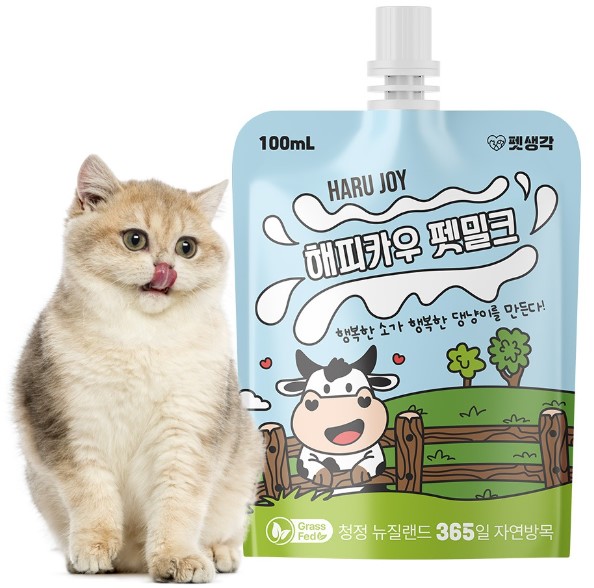 100mL
펫생각
HARU JOY
해피카우 펫밀크
행복한 소가 행복한 댕냥이를 만든다!
Grass
Fed
청정 뉴질랜드 365일 자연방목